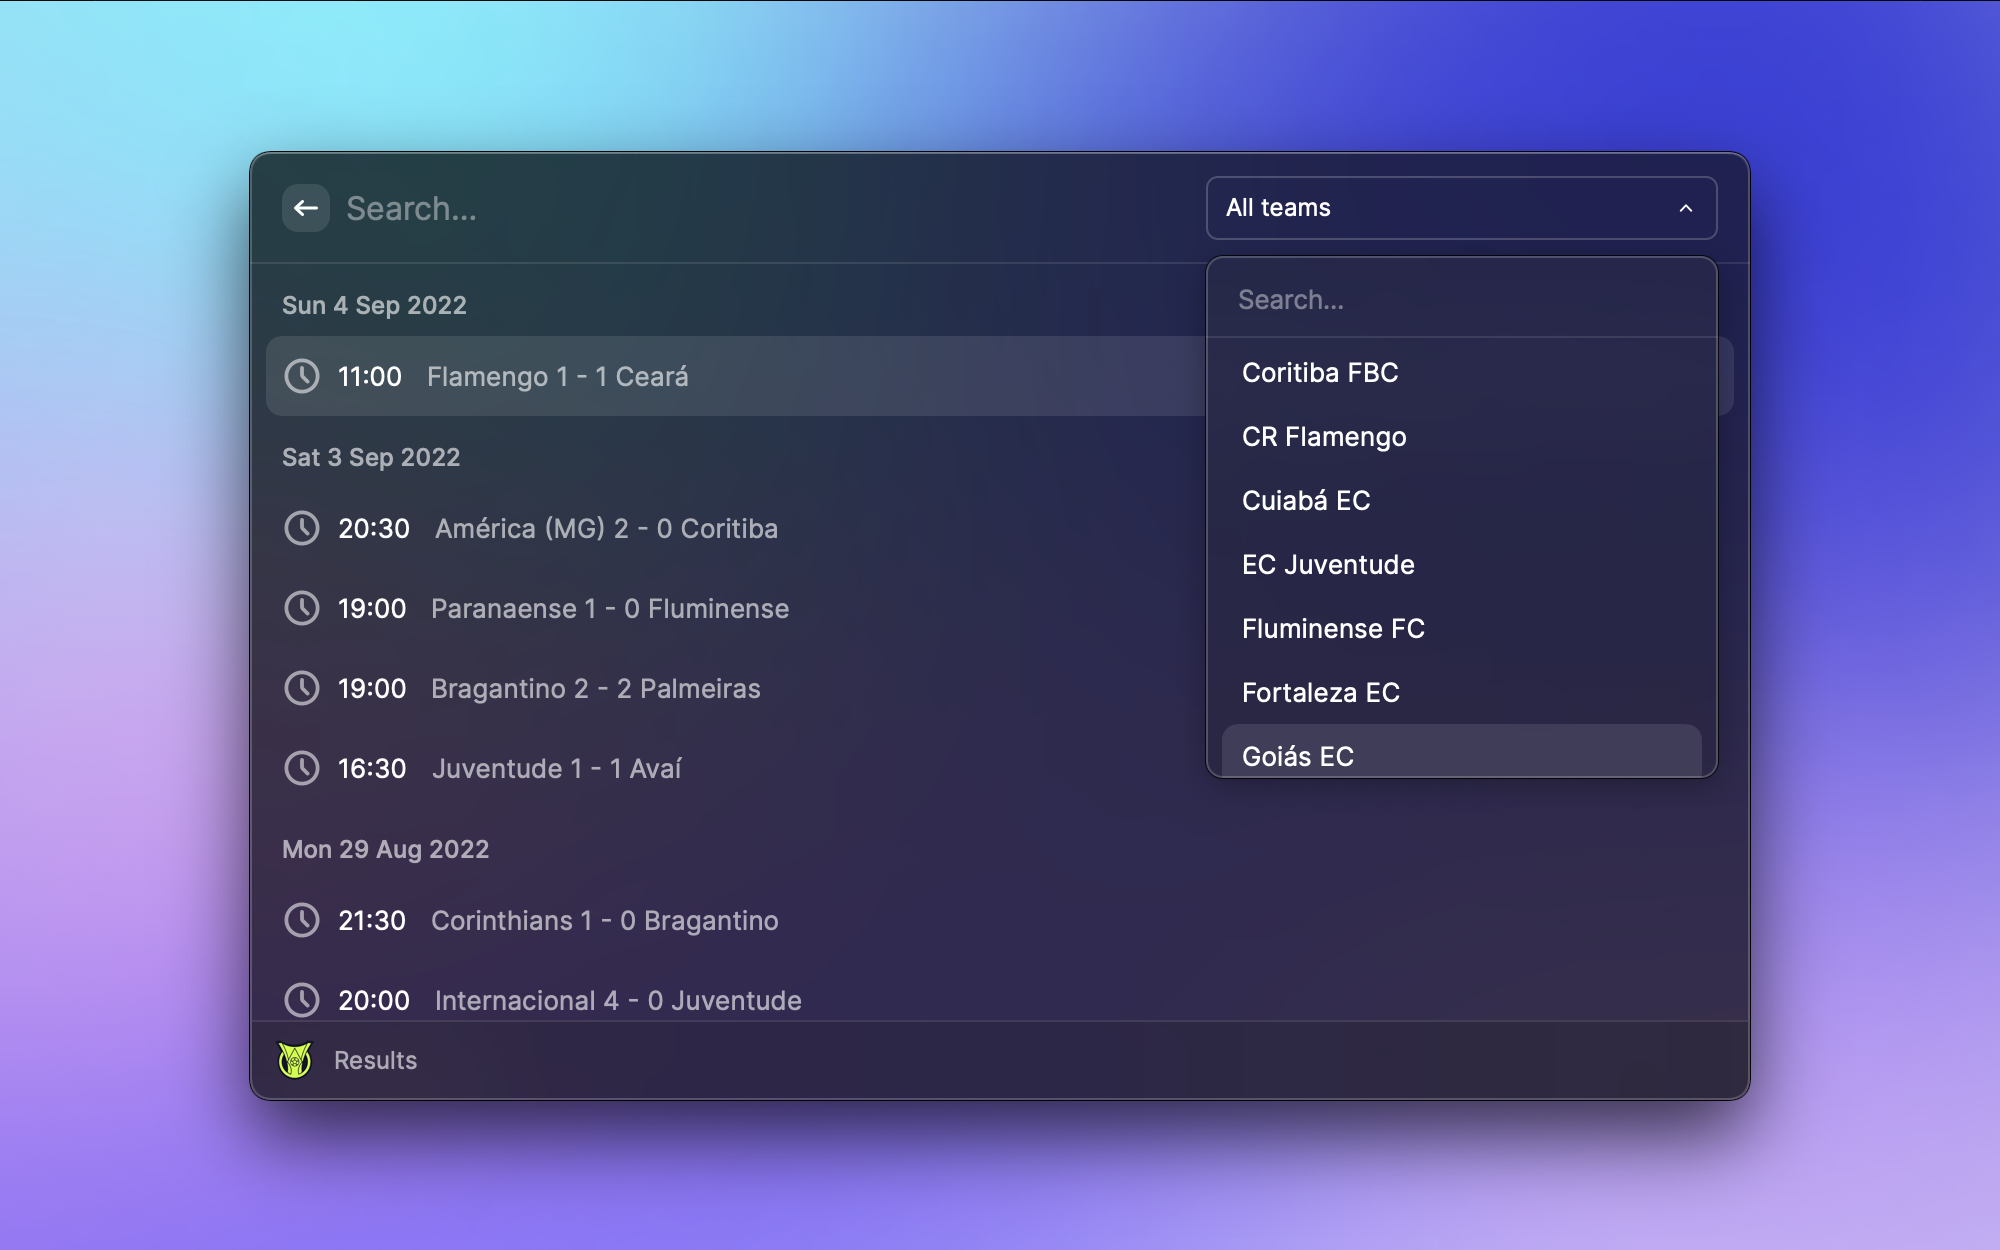 Search...
All teams
Search...
Coritiba FBC
CR Flamengo
Cuiabá EC
EC Juventude
Fluminense FC
Fortaleza EC
Goiás EC
Sun 4 Sep 2022
11:00 Flamengo 1 - 1 Ceará
Sat 3 Sep 2022
20:30 América (MG) 2 - 0 Coritiba
19:00 Paranaense 1 - 0 Fluminense
19:00 Bragantino 2 - 2 Palmeiras
16:30 Juventude 1 - 1 Avaí
Mon 29 Aug 2022
21:30 Corinthians 1 - 0 Bragantino
20:00 Internacional 4 - 0 Juventude
Results